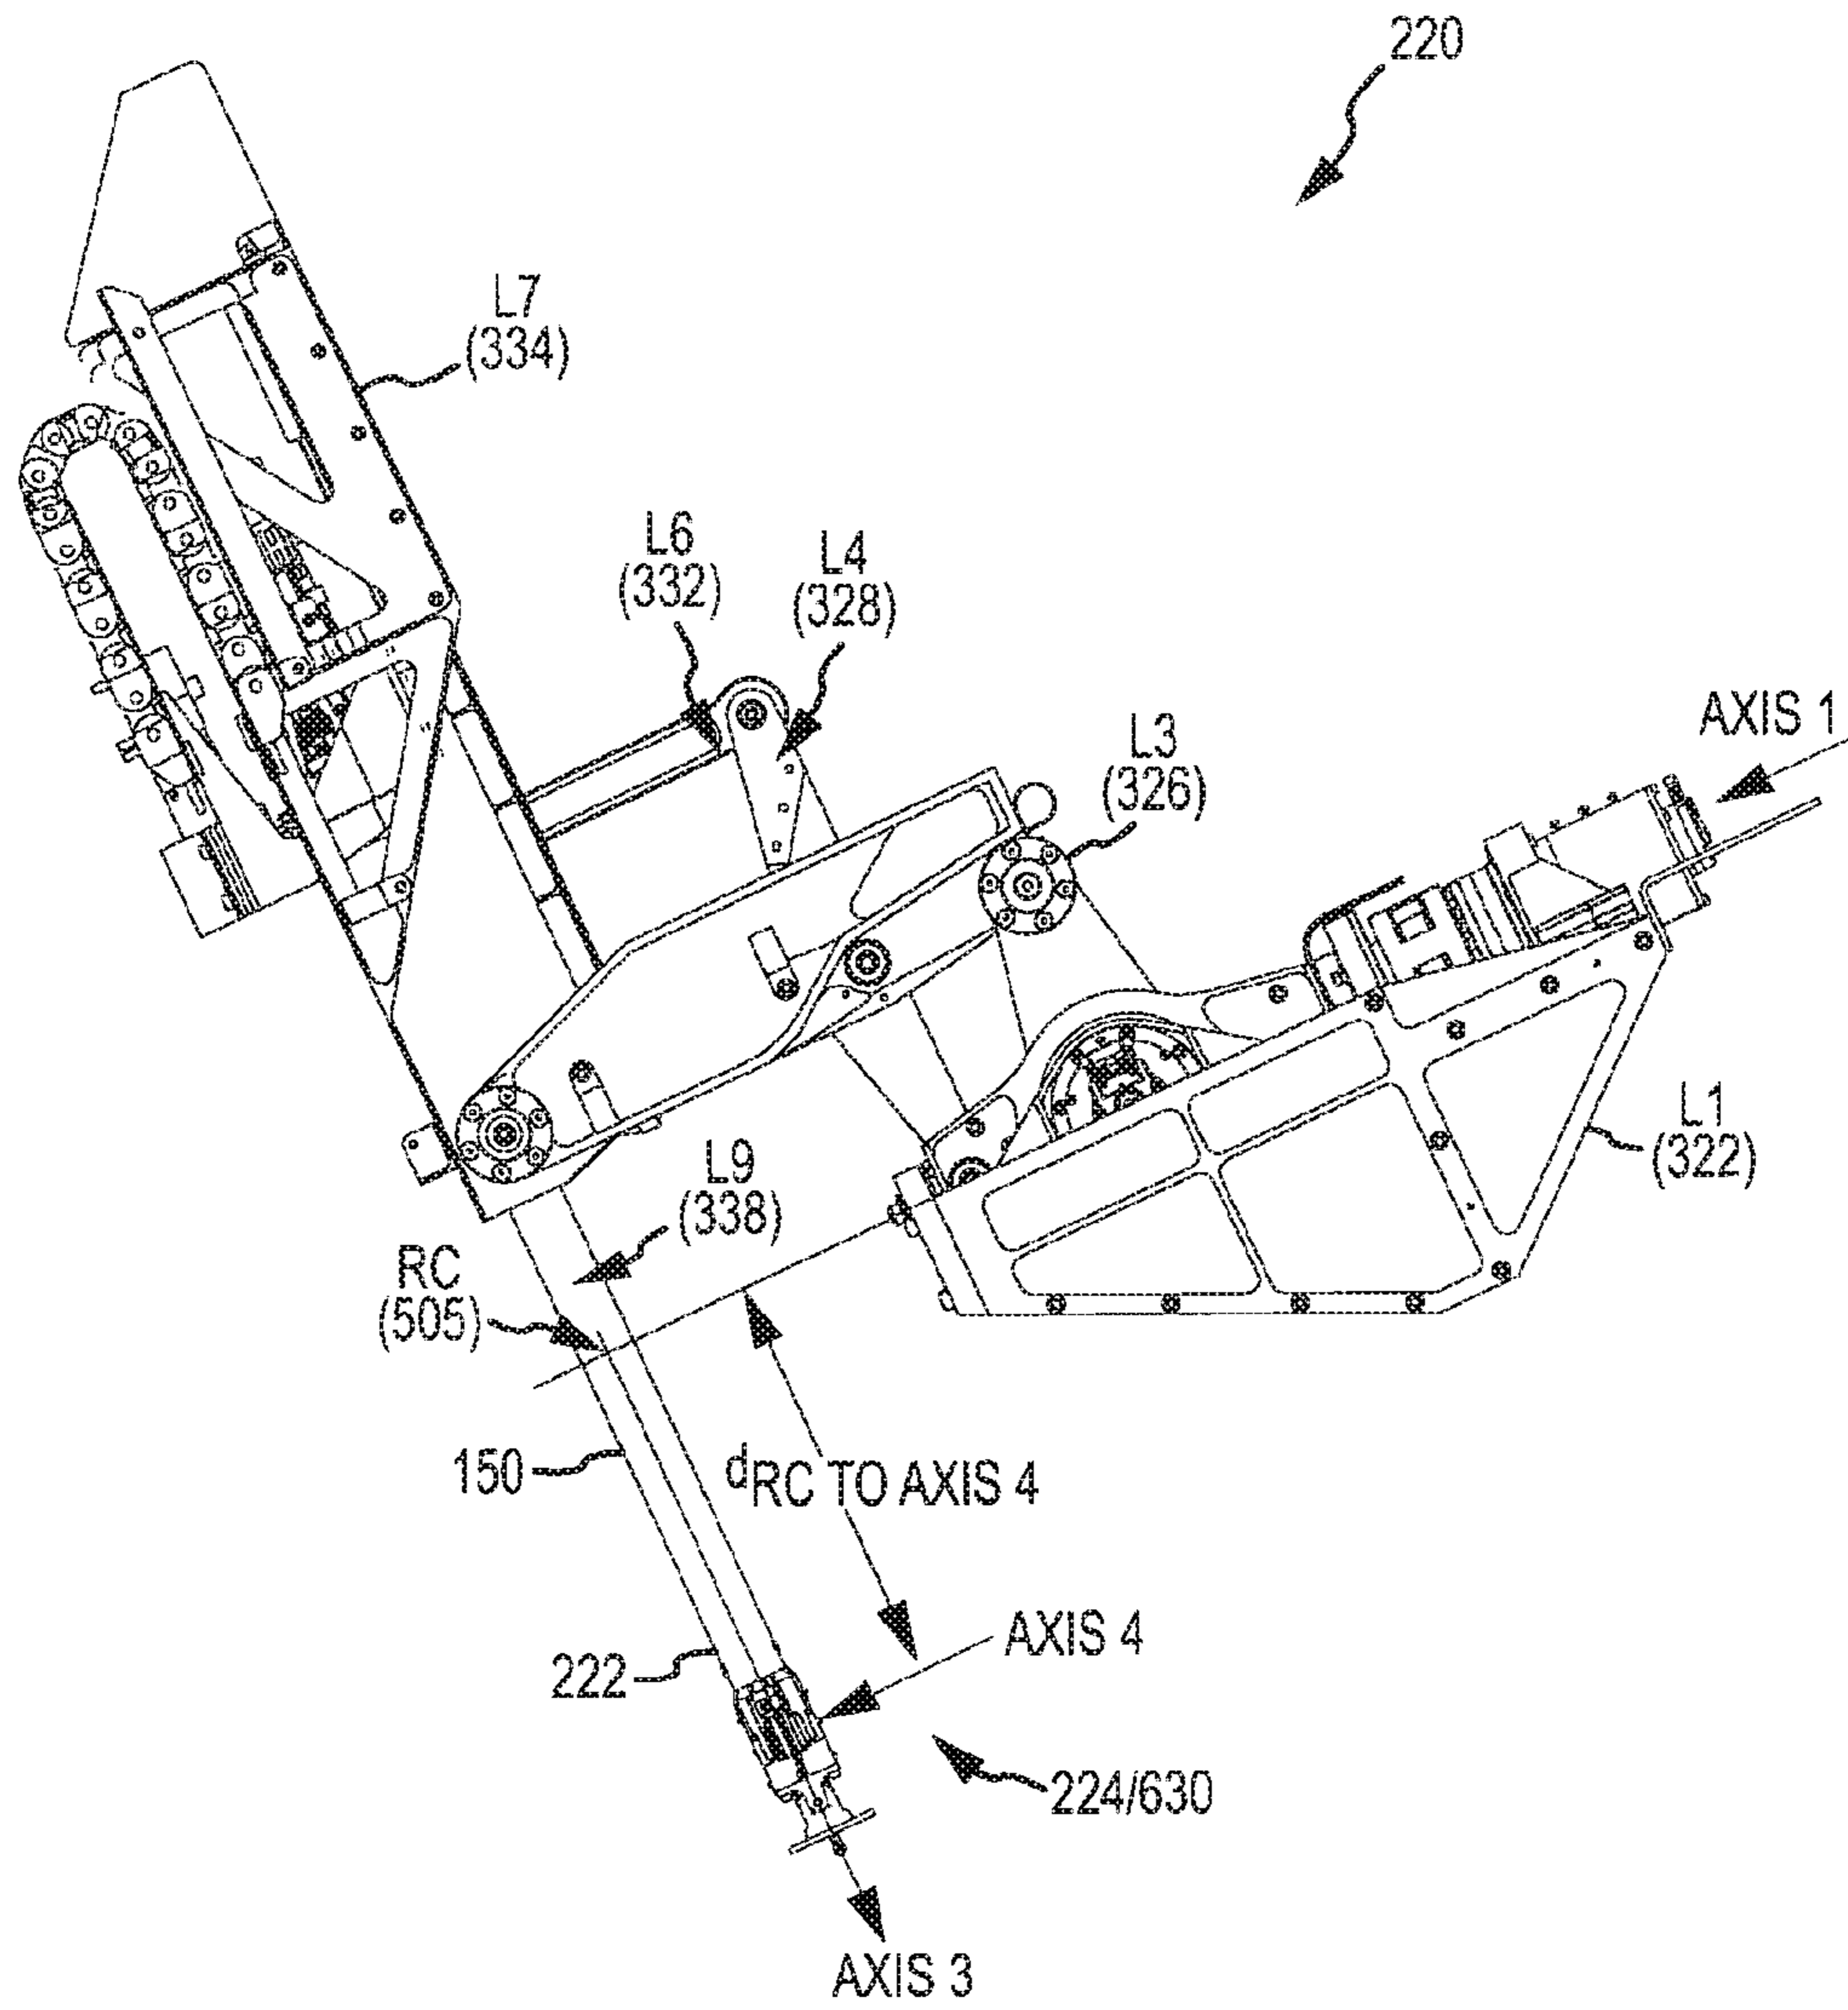 220
L7
(334)
L6
(332)
L4
(328)
L3
(326)
AXIS 1
L1
(322)
L9
(338)
RC
(505)
150
dRC TO AXIS 4
222
AXIS 4
224/630
AXIS 3